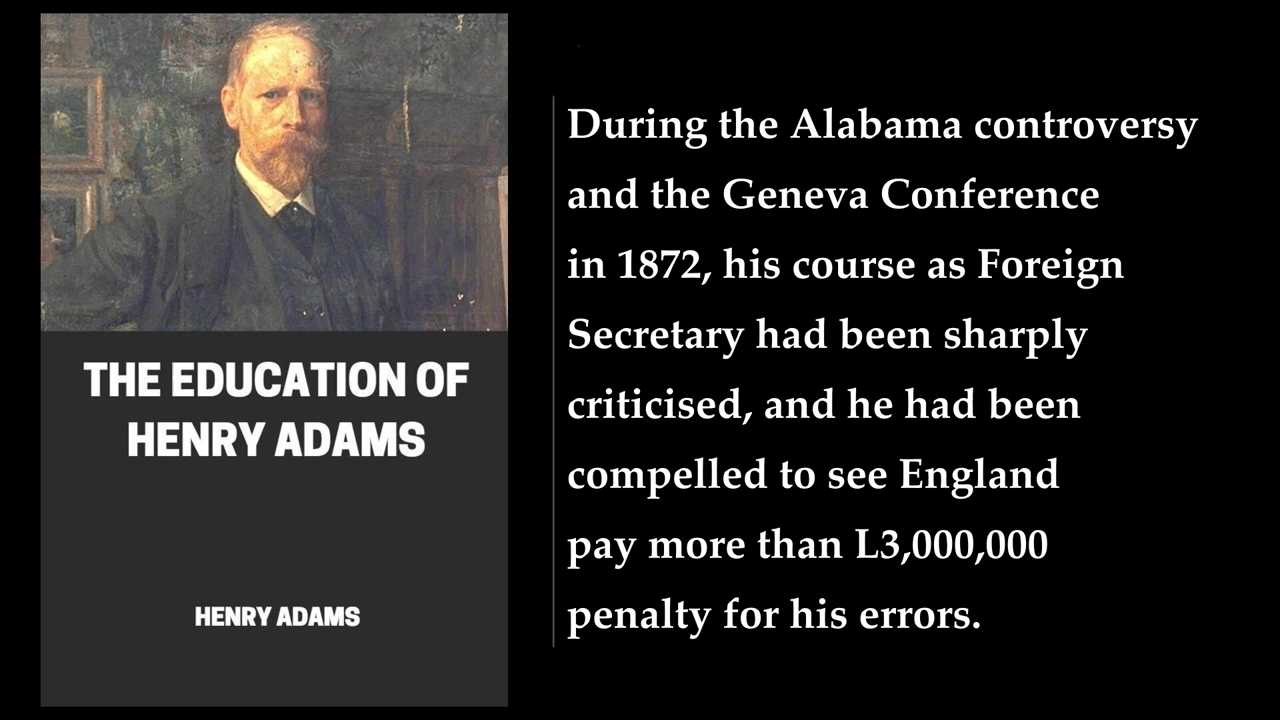 THE EDUCATION OF
HENRY ADAMS
HENRY ADAMS
During the Alabama controversy
and the Geneva Conference
in 1872, his course as Foreign
Secretary had been sharply
criticised, and he had been
compelled to see England
pay more than L3,000,000
penalty for his errors.